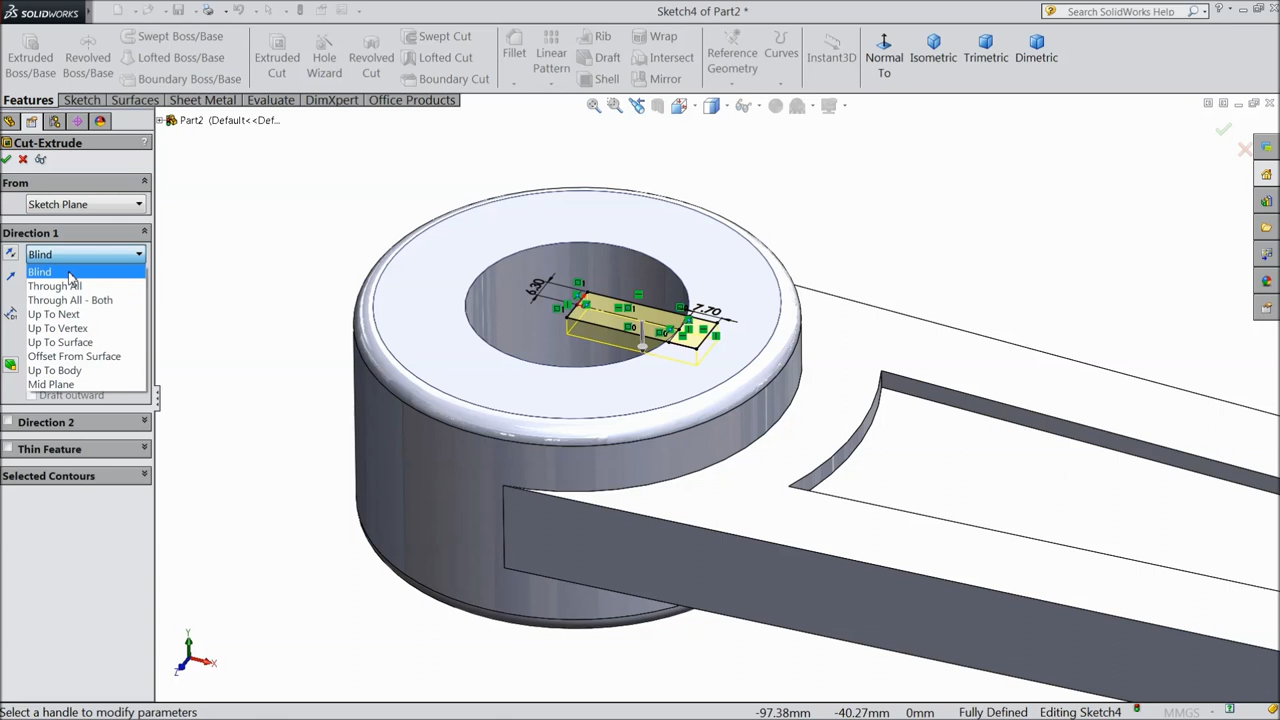 SOLIDWORKS
Sketch4 of Part2 *
Search SolidWorks Help
Extruded Boss/Base
Revolved Boss/Base
Swept Boss/Base
Lofted Boss/Base
Boundary Boss/Base
Extruded Cut
Hole Wizard
Revolved Cut
Swept Cut
Lofted Cut
Boundary Cut
Fillet
Linear Pattern
Rib
Draft
Shell
Wrap
Intersect
Mirror
Reference Geometry
Curves
Instant3D
Normal To
Isometric
Trimetric
Dimetric
Features
Sketch
Surfaces
Sheet Metal
Evaluate
DimXpert
Office Products
Part2 (Default<<Def...
Cut-Extrude
?
From
Sketch Plane
Direction 1
Blind
Blind
Through All
Through All - Both
Up To Next
Up To Vertex
Up To Surface
Offset From Surface
Up To Body
Mid Plane
Draft outward
Direction 2
Thin Feature
Selected Contours
6.30
7.70
Y
X
Z
Select a handle to modify parameters
-97.38mm
-40.27mm
0mm
Fully Defined
Editing Sketch4
MMGS